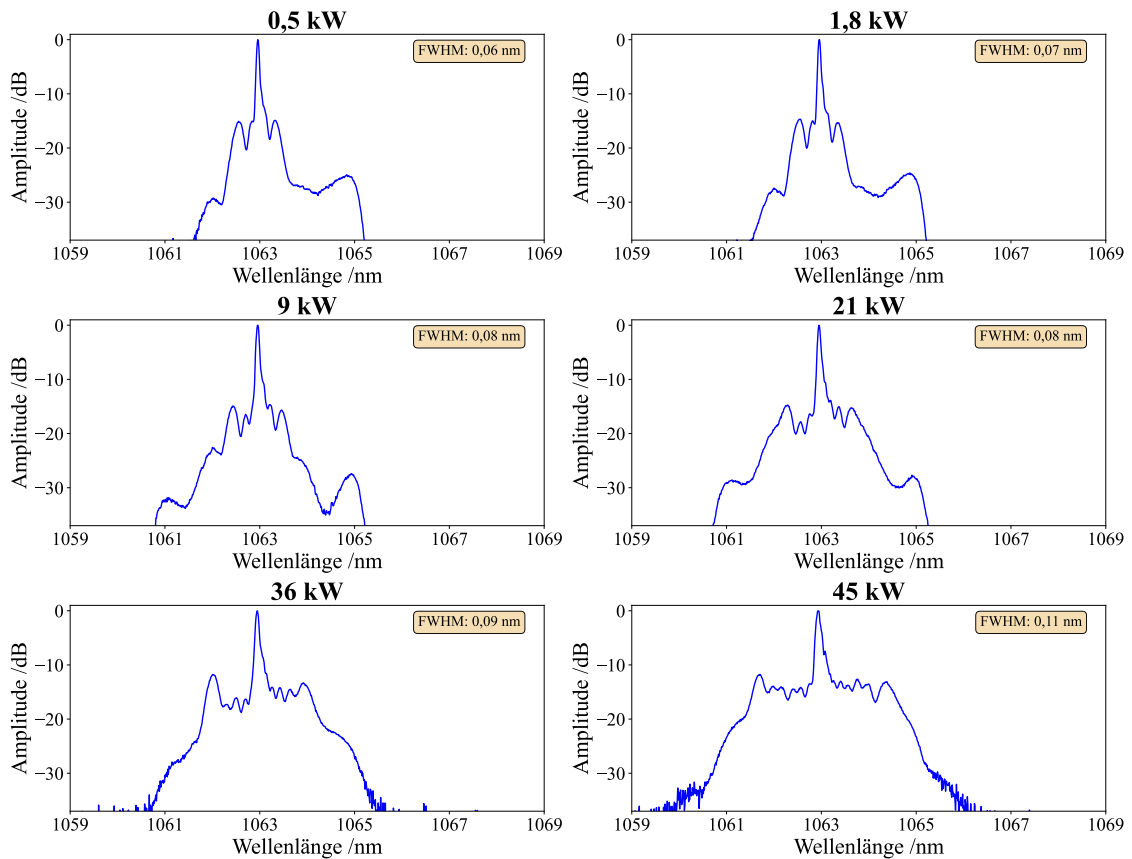 0,5 kW
1,8 kW
FWHM: 0,06 nm
FWHM: 0,07 nm
Amplitude /dB
0
−10
−20
−30
Amplitude /dB
0
−10
−20
−30
1059 1061 1063 1065 1067 1069
Wellenlänge /nm
1059 1061 1063 1065 1067 1069
Wellenlänge /nm
9 kW
21 kW
FWHM: 0,08 nm
FWHM: 0,08 nm
Amplitude /dB
0
−10
−20
−30
Amplitude /dB
0
−10
−20
−30
1059 1061 1063 1065 1067 1069
Wellenlänge /nm
1059 1061 1063 1065 1067 1069
Wellenlänge /nm
36 kW
45 kW
FWHM: 0,09 nm
FWHM: 0,11 nm
Amplitude /dB
0
−10
−20
−30
Amplitude /dB
0
−10
−20
−30
1059 1061 1063 1065 1067 1069
Wellenlänge /nm
1059 1061 1063 1065 1067 1069
Wellenlänge /nm